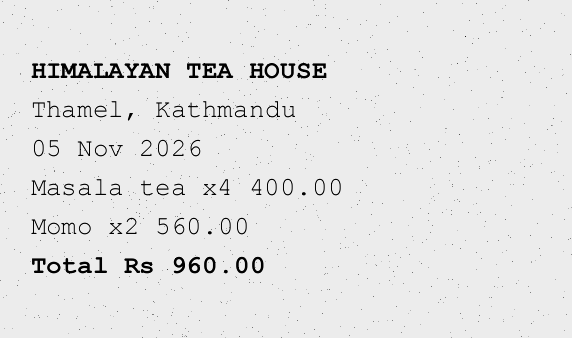 HIMALAYAN TEA HOUSE
Thamel, Kathmandu
05 Nov 2026
Masala tea x4 400.00
Momo x2 560.00
Total Rs 960.00